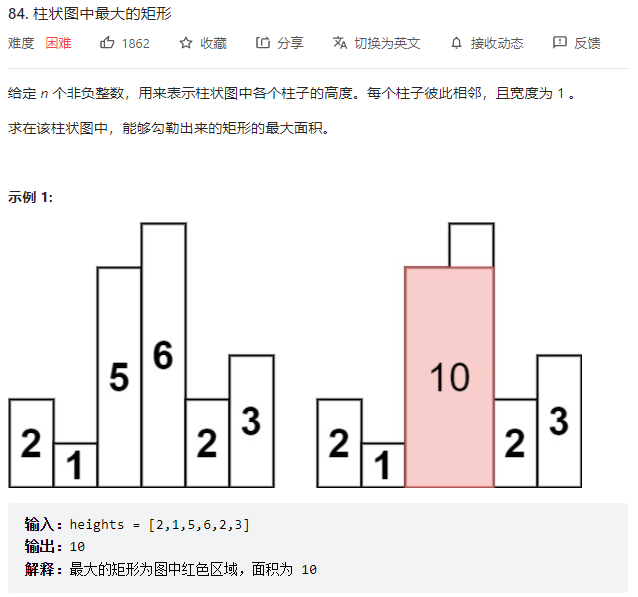 84. 柱状图中最大的矩形
难度 困难 1862 收藏 分享 切换为英文 接收动态 反馈
给定 n 个非负整数，用来表示柱状图中各个柱子的高度。每个柱子彼此相邻，且宽度为 1 。
求在该柱状图中，能够勾勒出来的矩形的最大面积。
示例 1:
2 1 5 6 2 3
2 1 10 2 3
输入：heights = [2,1,5,6,2,3]
输出：10
解释：最大的矩形为图中红色区域，面积为 10